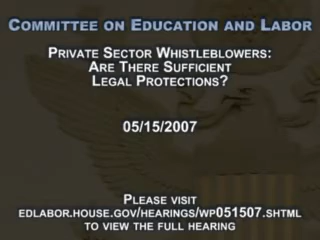 Committee on Education and Labor
Private Sector Whistleblowers:
Are There Sufficient
Legal Protections?
05/15/2007
Please visit
edlabor.house.gov/hearings/wp051507.shtml
to view the full hearing